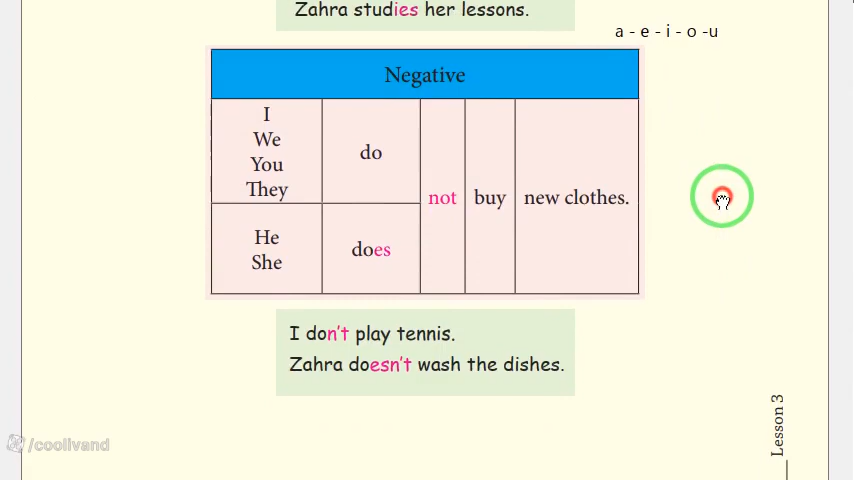 Zahra studies her lessons.
a - e - i - o -u
Negative
I
We
You
They
do
He
She
does
not
buy
new clothes.
I don't play tennis.
Zahra doesn't wash the dishes.
Lesson 3
/coolivand